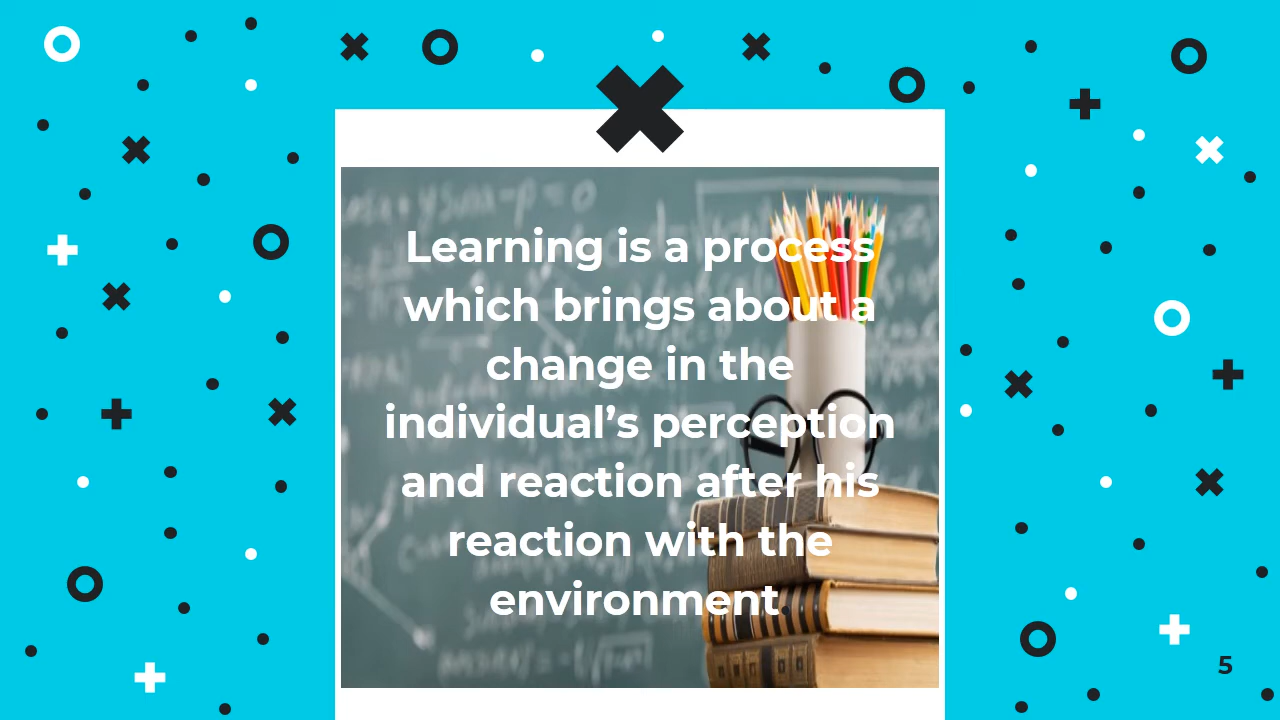 Learning is a process
which brings about a
change in the
individual’s perception
and reaction after his
reaction with the
environment.
5